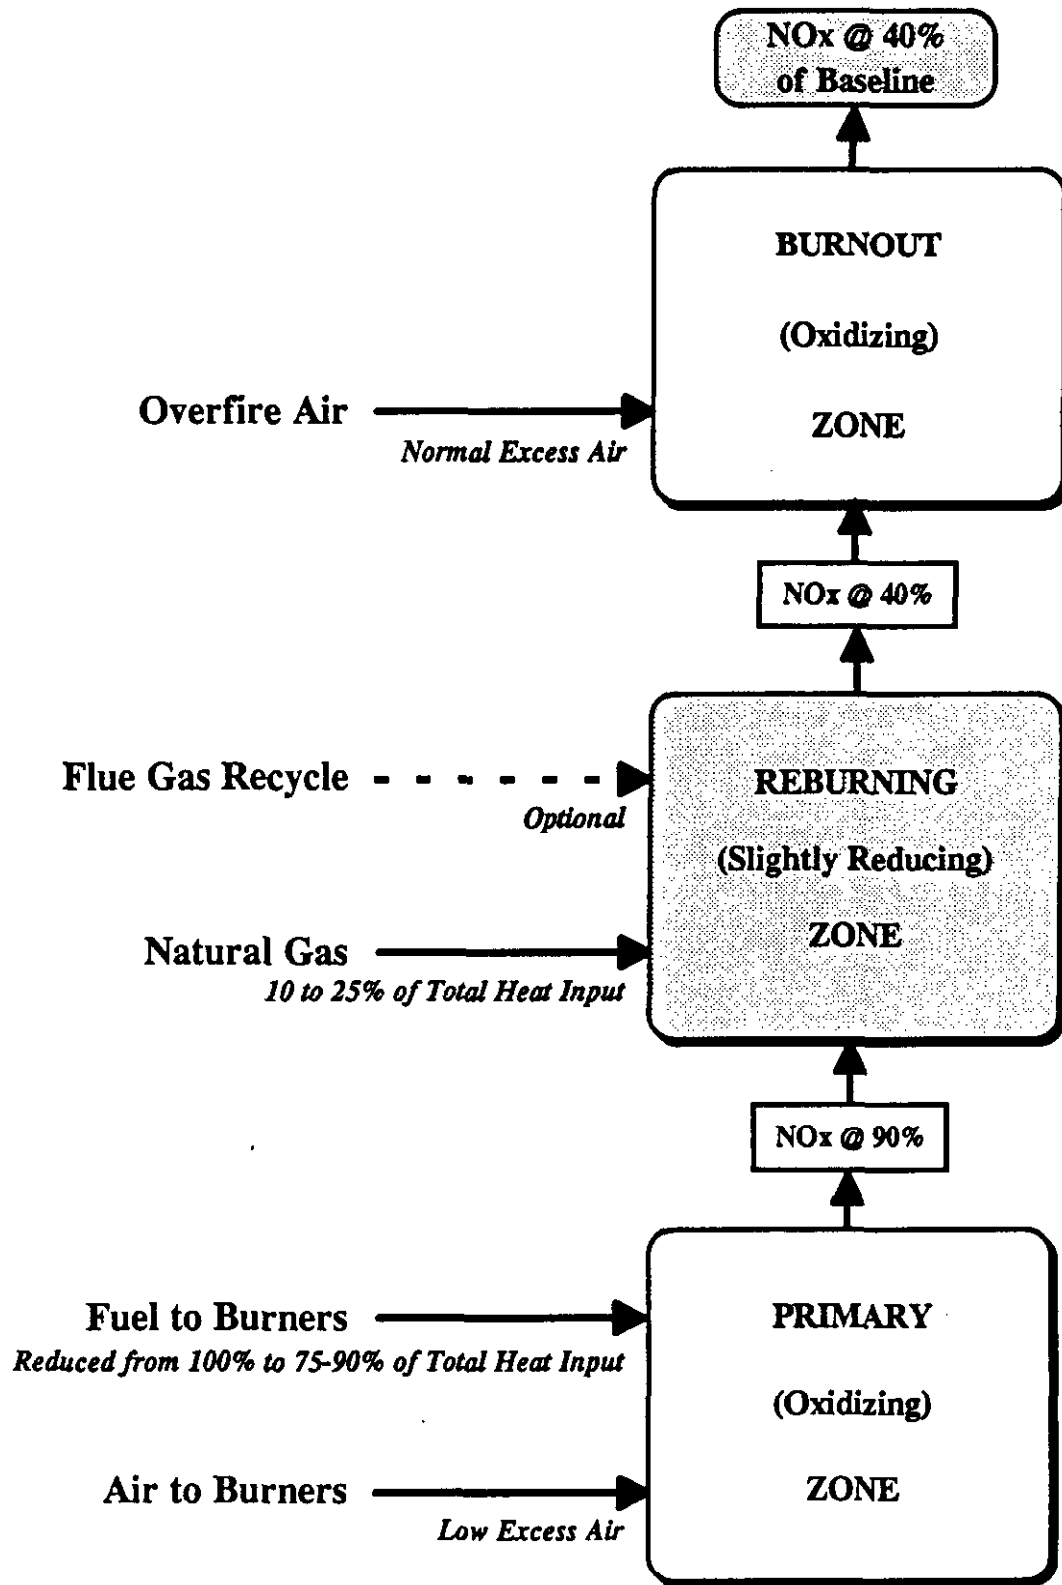 NOx @ 40%
of Baseline
BURNOUT
(Oxidizing)
ZONE
Overfire Air
Normal Excess Air
NOx @ 40%
Flue Gas Recycle
Optional
REBURNING
(Slightly Reducing)
ZONE
Natural Gas
10 to 25% of Total Heat Input
NOx @ 90%
Fuel to Burners
Reduced from 100% to 75-90% of Total Heat Input
PRIMARY
(Oxidizing)
ZONE
Air to Burners
Low Excess Air